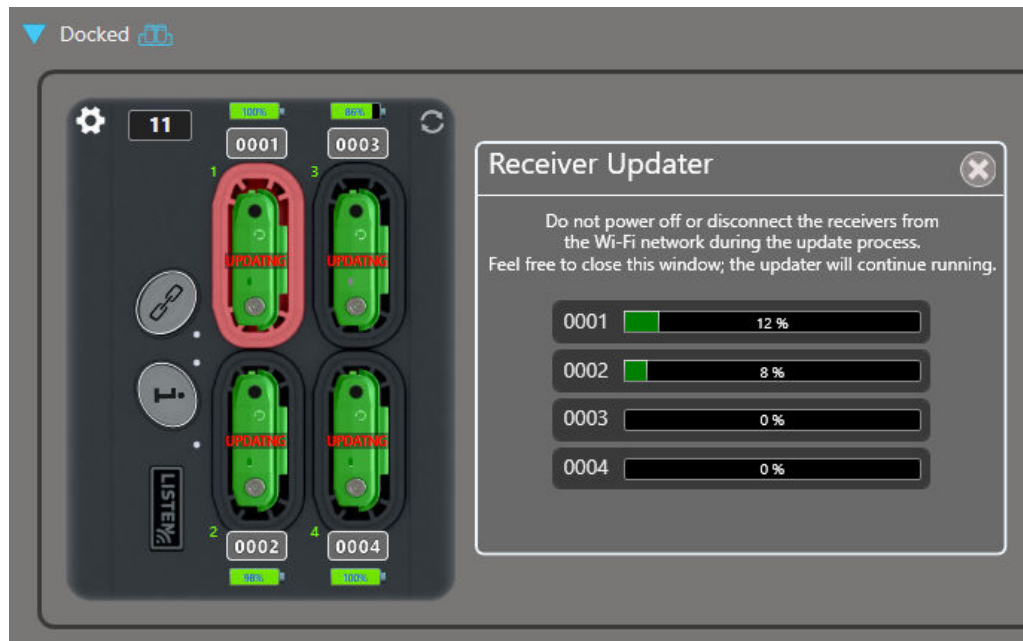 Docked
11
100%
86%
0001
0003
1
3
UPDATNG
UPDATNG
UPDATNG
UPDATNG
LISTEN
2
4
0002
0004
98%
100%
Receiver Updater
Do not power off or disconnect the receivers from
the Wi-Fi network during the update process.
Feel free to close this window; the updater will continue running.
0001 12 %
0002 8 %
0003 0 %
0004 0 %